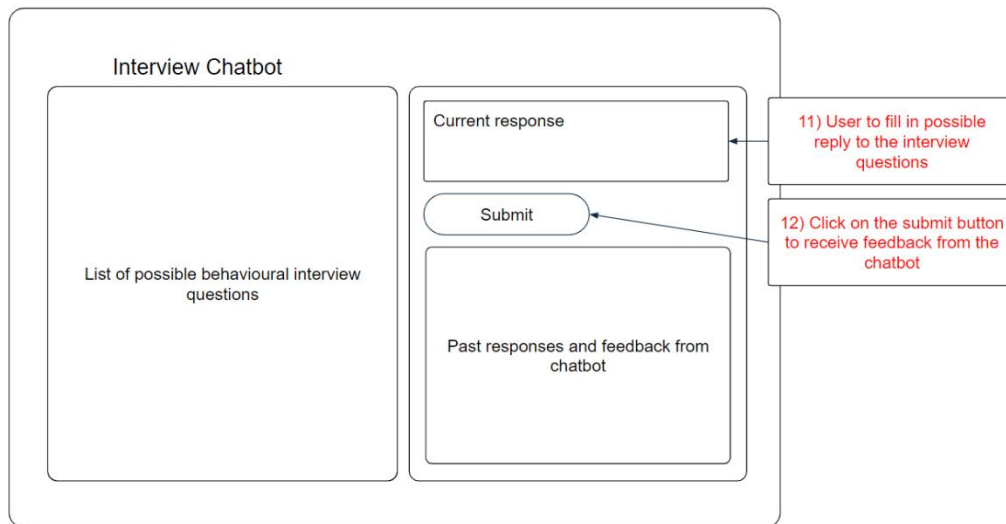 Interview Chatbot
List of possible behavioural interview
questions
Current response
Submit
Past responses and feedback from
chatbot
11) User to fill in possible
reply to the interview
questions
12) Click on the submit button
to receive feedback from the
chatbot